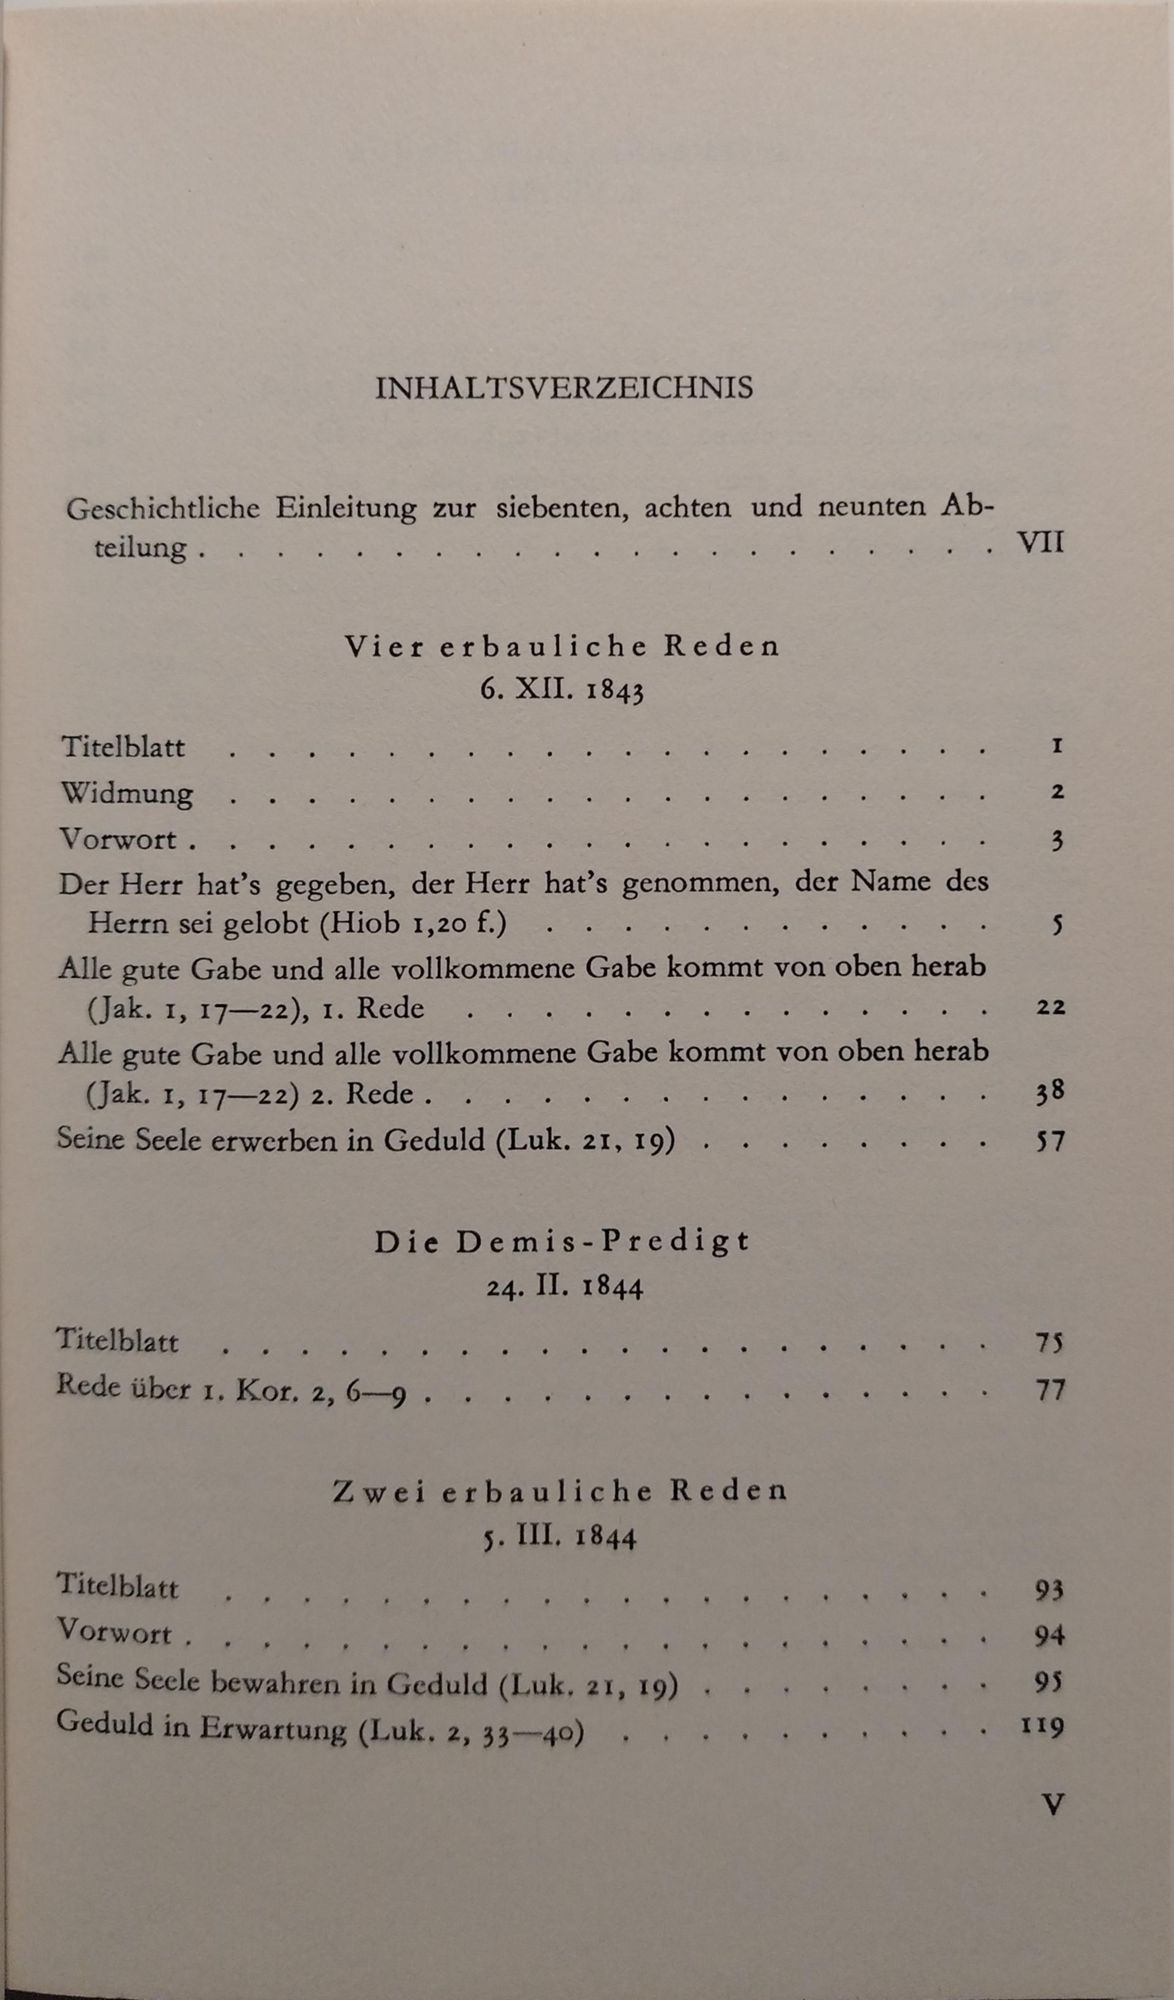 INHALTSVERZEICHNIS
Geschichtliche Einleitung zur siebenten, achten und neunten Ab-
teilung . . . . . . . . . . . . . . . . . . . . . VII
Vier erbauliche Reden
6. XII. 1843
Titelblatt . . . . . . . . . . . . . . . . . . . . 1
Widmung . . . . . . . . . . . . . . . . . . . . 2
Vorwort . . . . . . . . . . . . . . . . . . . . . 3
Der Herr hat's gegeben, der Herr hat's genommen, der Name des
Herrn sei gelobt (Hiob 1,20 f.) . . . . . . . . . . . . 5
Alle gute Gabe und alle vollkommene Gabe kommt von oben herab
(Jak. 1, 17—22), 1. Rede . . . . . . . . . . . . . . 22
Alle gute Gabe und alle vollkommene Gabe kommt von oben herab
(Jak. 1, 17—22) 2. Rede . . . . . . . . . . . . . . . 38
Seine Seele erwerben in Geduld (Luk. 21, 19) . . . . . . . . 57
Die Demis-Predigt
24. II. 1844
Titelblatt . . . . . . . . . . . . . . . . . . . . 75
Rede über 1. Kor. 2, 6—9 . . . . . . . . . . . . . . . 77
Zwei erbauliche Reden
5. III. 1844
Titelblatt . . . . . . . . . . . . . . . . . . . . 93
Vorwort . . . . . . . . . . . . . . . . . . . . . 94
Seine Seele bewahren in Geduld (Luk. 21, 19) . . . . . . . . 95
Geduld in Erwartung (Luk. 2, 33—40) . . . . . . . . . . 119
V